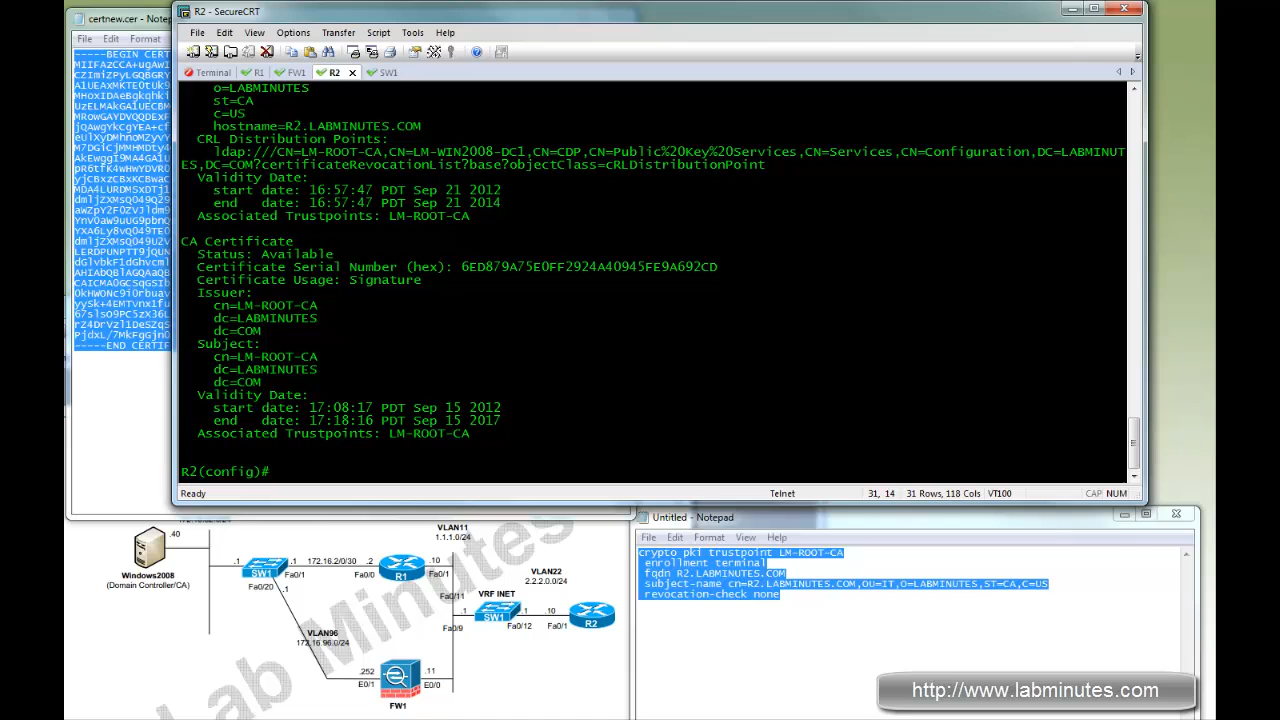 certnew.cer - Notep
File Edit Format
-----BEGIN CERT
-----END CERTIF
R2 - SecureCRT
File Edit View Options Transfer Script Tools Help
Terminal R1 FW1 R2 SW1
o=LABMINUTES
st=CA
c=US
hostname=R2.LABMINUTES.COM
CRL Distribution Points:
ldap:///CN=LM-ROOT-CA,CN=LM-WIN2008-DC1,CN=CDP,CN=Public%20Key%20Services,CN=Services,CN=Configuration,DC=LABMINUT
ES,DC=COM?certificateRevocationList?base?objectClass=cRLDistributionPoint
Validity Date:
start date: 16:57:47 PDT Sep 21 2012
end   date: 16:57:47 PDT Sep 21 2014
Associated Trustpoints: LM-ROOT-CA
CA Certificate
Status: Available
Certificate Serial Number (hex): 6ED879A75E0FF2924A40945FE9A692CD
Certificate Usage: Signature
Issuer:
cn=LM-ROOT-CA
dc=LABMINUTES
dc=COM
Subject:
cn=LM-ROOT-CA
dc=LABMINUTES
dc=COM
Validity Date:
start date: 17:08:17 PDT Sep 15 2012
end   date: 17:18:16 PDT Sep 15 2017
Associated Trustpoints: LM-ROOT-CA
R2(config)#
Ready Telnet 31, 14 31 Rows, 118 Cols VT100 CAP NUM
.40
Windows2008
(Domain Controller/CA)
.1
SW1
Fa0/20
Fa0/1
.1
172.16.2.0/30
.2
Fa0/0
R1
.10
Fa0/1
VLAN11
1.1.1.0/24
Fa0/11
VRF INET
.1
SW1
Fa0/9
.1
Fa0/12
VLAN22
2.2.2.0/24
.10
Fa0/1
R2
VLAN96
172.16.96.0/24
.252
E0/1
.11
E0/0
FW1
Lab Minutes
Untitled - Notepad
File Edit Format View Help
crypto pki trustpoint LM-ROOT-CA
enrollment terminal
fqdn R2.LABMINUTES.COM
subject-name cn=R2.LABMINUTES.COM,OU=IT,O=LABMINUTES,ST=CA,C=US
revocation-check none
http://www.labminutes.com